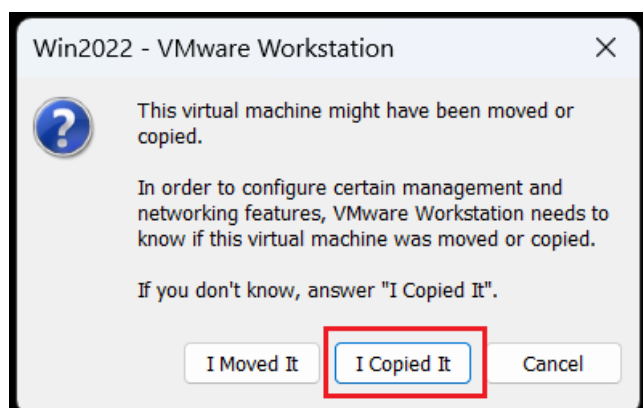 Win2022 - VMware Workstation
This virtual machine might have been moved or
copied.
In order to configure certain management and
networking features, VMware Workstation needs to
know if this virtual machine was moved or copied.
If you don't know, answer "I Copied It".
I Moved It I Copied It Cancel